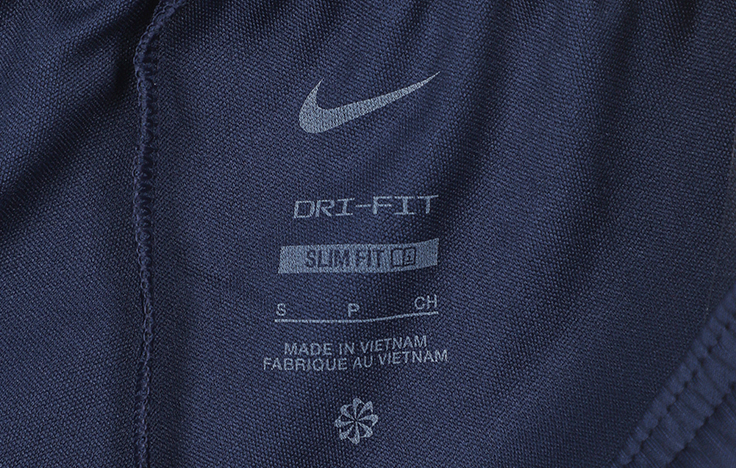 DRI-FIT
SLIM FIT
S P CH
MADE IN VIETNAM
FABRIQUE AU VIETNAM